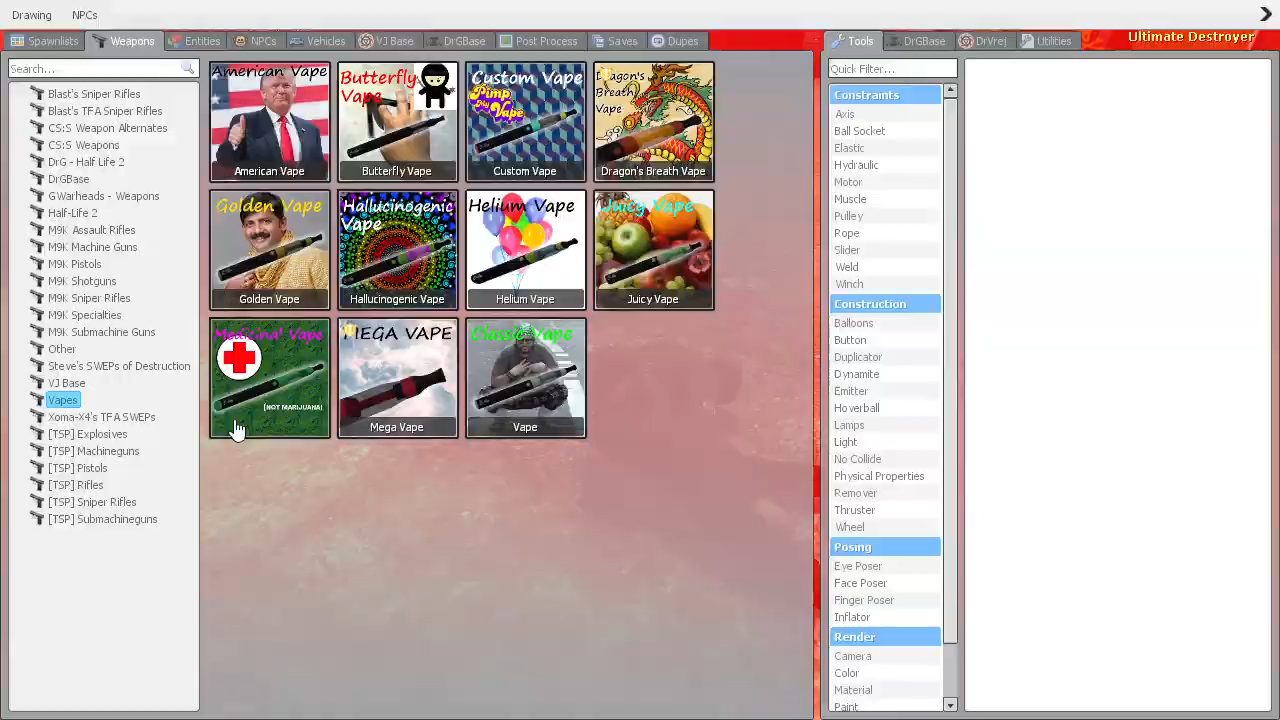 Drawing NPCs
Spawnlists Weapons Entities NPCs Vehicles VJ Base DrGBase Post Process Saves Dupes
Tools DrGBase DrVrej Utilities
Ultimate Destroyer
Search...
Blast's Sniper Rifles
Blast's TFA Sniper Rifles
CS:S Weapon Alternates
CS:S Weapons
DrG - Half Life 2
DrGBase
GWarheads - Weapons
Half-Life 2
M9K Assault Rifles
M9K Machine Guns
M9K Pistols
M9K Shotguns
M9K Sniper Rifles
M9K Specialties
M9K Submachine Guns
Other
Steve's SWEPs of Destruction
VJ Base
Vapes
Xoma-X4's TFA SWEPs
[TSP] Explosives
[TSP] Machineguns
[TSP] Pistols
[TSP] Rifles
[TSP] Sniper Rifles
[TSP] Submachineguns
American Vape
American Vape
Butterfly
Vape
Butterfly Vape
Custom Vape
Pimp
My
Vape
Custom Vape
Dragon's
Breath
Vape
Dragon's Breath Vape
Golden Vape
Golden Vape
Hallucinogenic
Vape
Hallucinogenic Vape
Helium Vape
Helium Vape
Juicy Vape
Juicy Vape
Medicinal Vape
(NOT MARIJUANA)
MEGA VAPE
Mega Vape
Classic Vape
Vape
Quick Filter...
Constraints
Axis
Ball Socket
Elastic
Hydraulic
Motor
Muscle
Pulley
Rope
Slider
Weld
Winch
Construction
Balloons
Button
Duplicator
Dynamite
Emitter
Hoverball
Lamps
Light
No Collide
Physical Properties
Remover
Thruster
Wheel
Posing
Eye Poser
Face Poser
Finger Poser
Inflator
Render
Camera
Color
Material
Paint